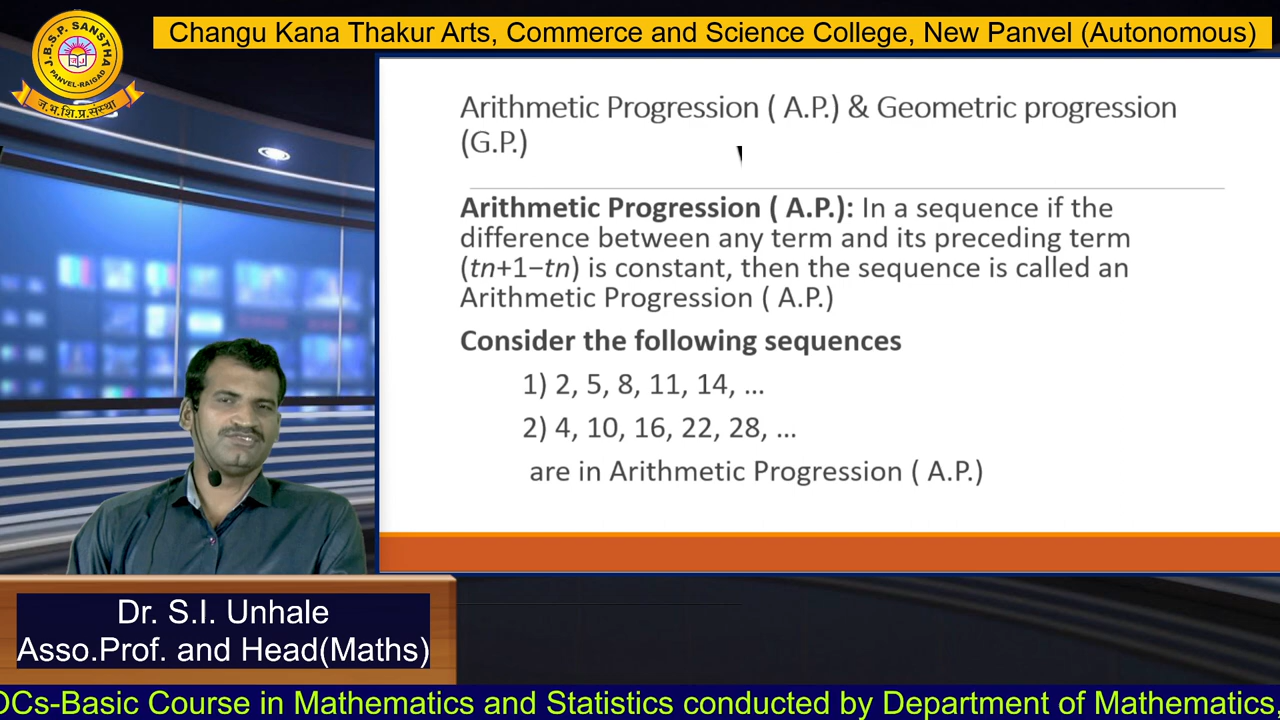 Changu Kana Thakur Arts, Commerce and Science College, New Panvel (Autonomous)
J.B.S.P. SANSTHA
PANVEL-RAIGAD
ज.भ.शि.प्र.संस्था
Arithmetic Progression ( A.P.) & Geometric progression
(G.P.)
Arithmetic Progression ( A.P.): In a sequence if the
difference between any term and its preceding term
(tn+1−tn) is constant, then the sequence is called an
Arithmetic Progression ( A.P.)
Consider the following sequences
1) 2, 5, 8, 11, 14, ...
2) 4, 10, 16, 22, 28, ...
are in Arithmetic Progression ( A.P.)
Dr. S.I. Unhale
Asso.Prof. and Head(Maths)
OCs-Basic Course in Mathematics and Statistics conducted by Department of Mathematics.